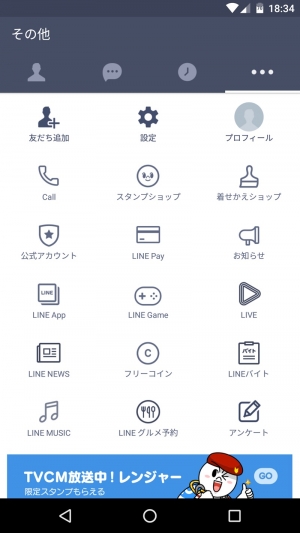 18:34
その他
友だち追加
設定
プロフィール
Call
スタンプショップ
着せかえショップ
公式アカウント
LINE Pay
お知らせ
LINE
LINE App
LINE Game
LIVE
LINE NEWS
C
フリーコイン
バイト
LINEバイト
LINE MUSIC
LINE グルメ予約
アンケート
TVCM放送中！レンジャー
限定スタンプもらえる
GO